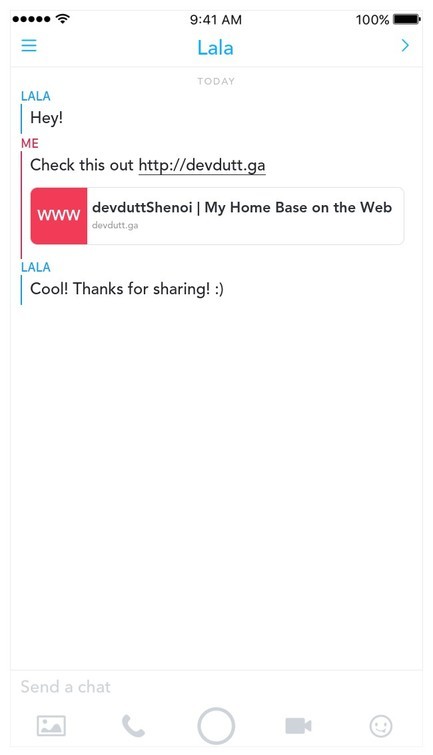 9:41 AM 100%
Lala
TODAY
LALA
Hey!
ME
Check this out http://devdutt.ga
WWW devduttShenoi | My Home Base on the Web
devdutt.ga
LALA
Cool! Thanks for sharing! :)
Send a chat